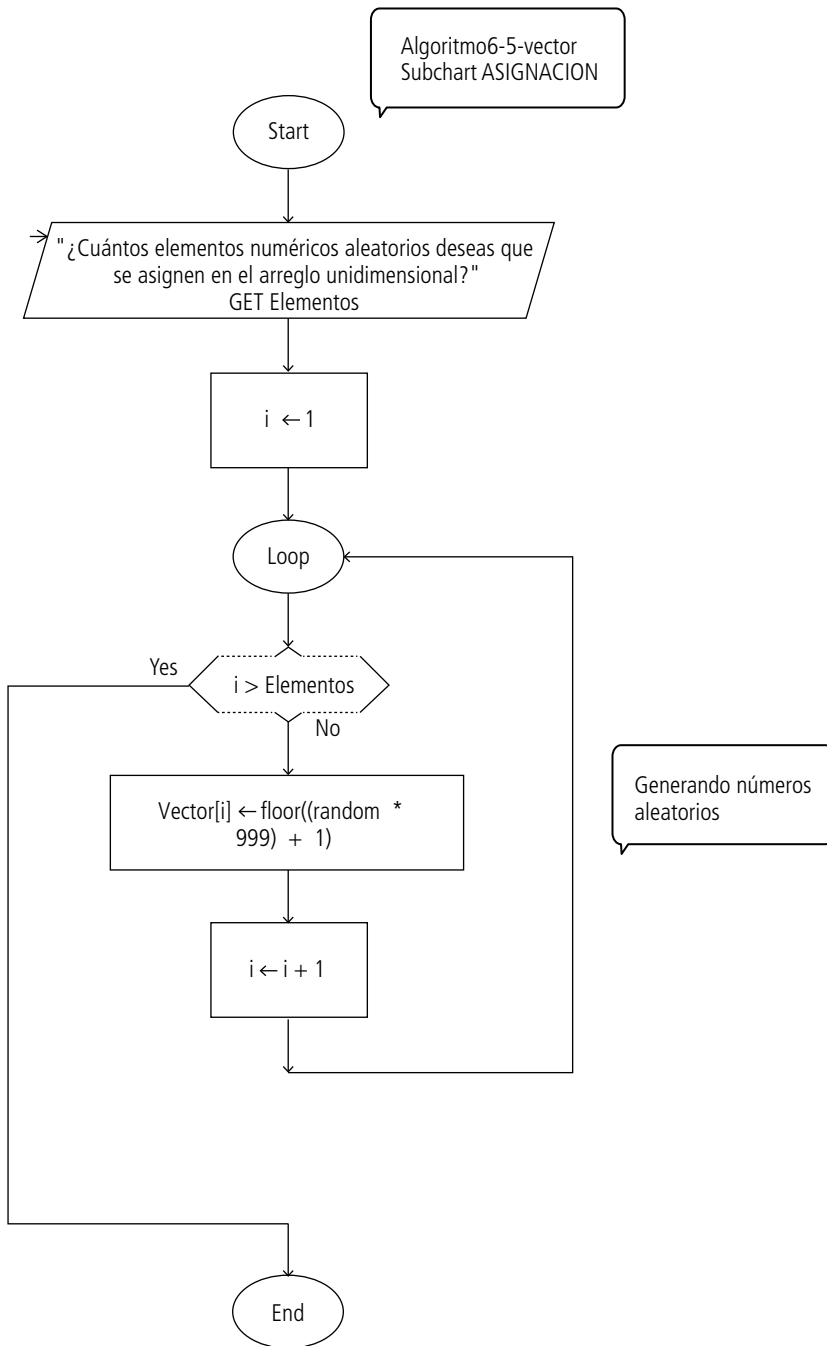 Algoritmo6-5-vector
Subchart ASIGNACION
Start
"¿Cuántos elementos numéricos aleatorios deseas que
se asignen en el arreglo unidimensional?"
GET Elementos
i ← 1
Loop
Yes
i > Elementos
No
Vector[i] ← floor((random *
999) + 1)
Generando números
aleatorios
i ← i + 1
End